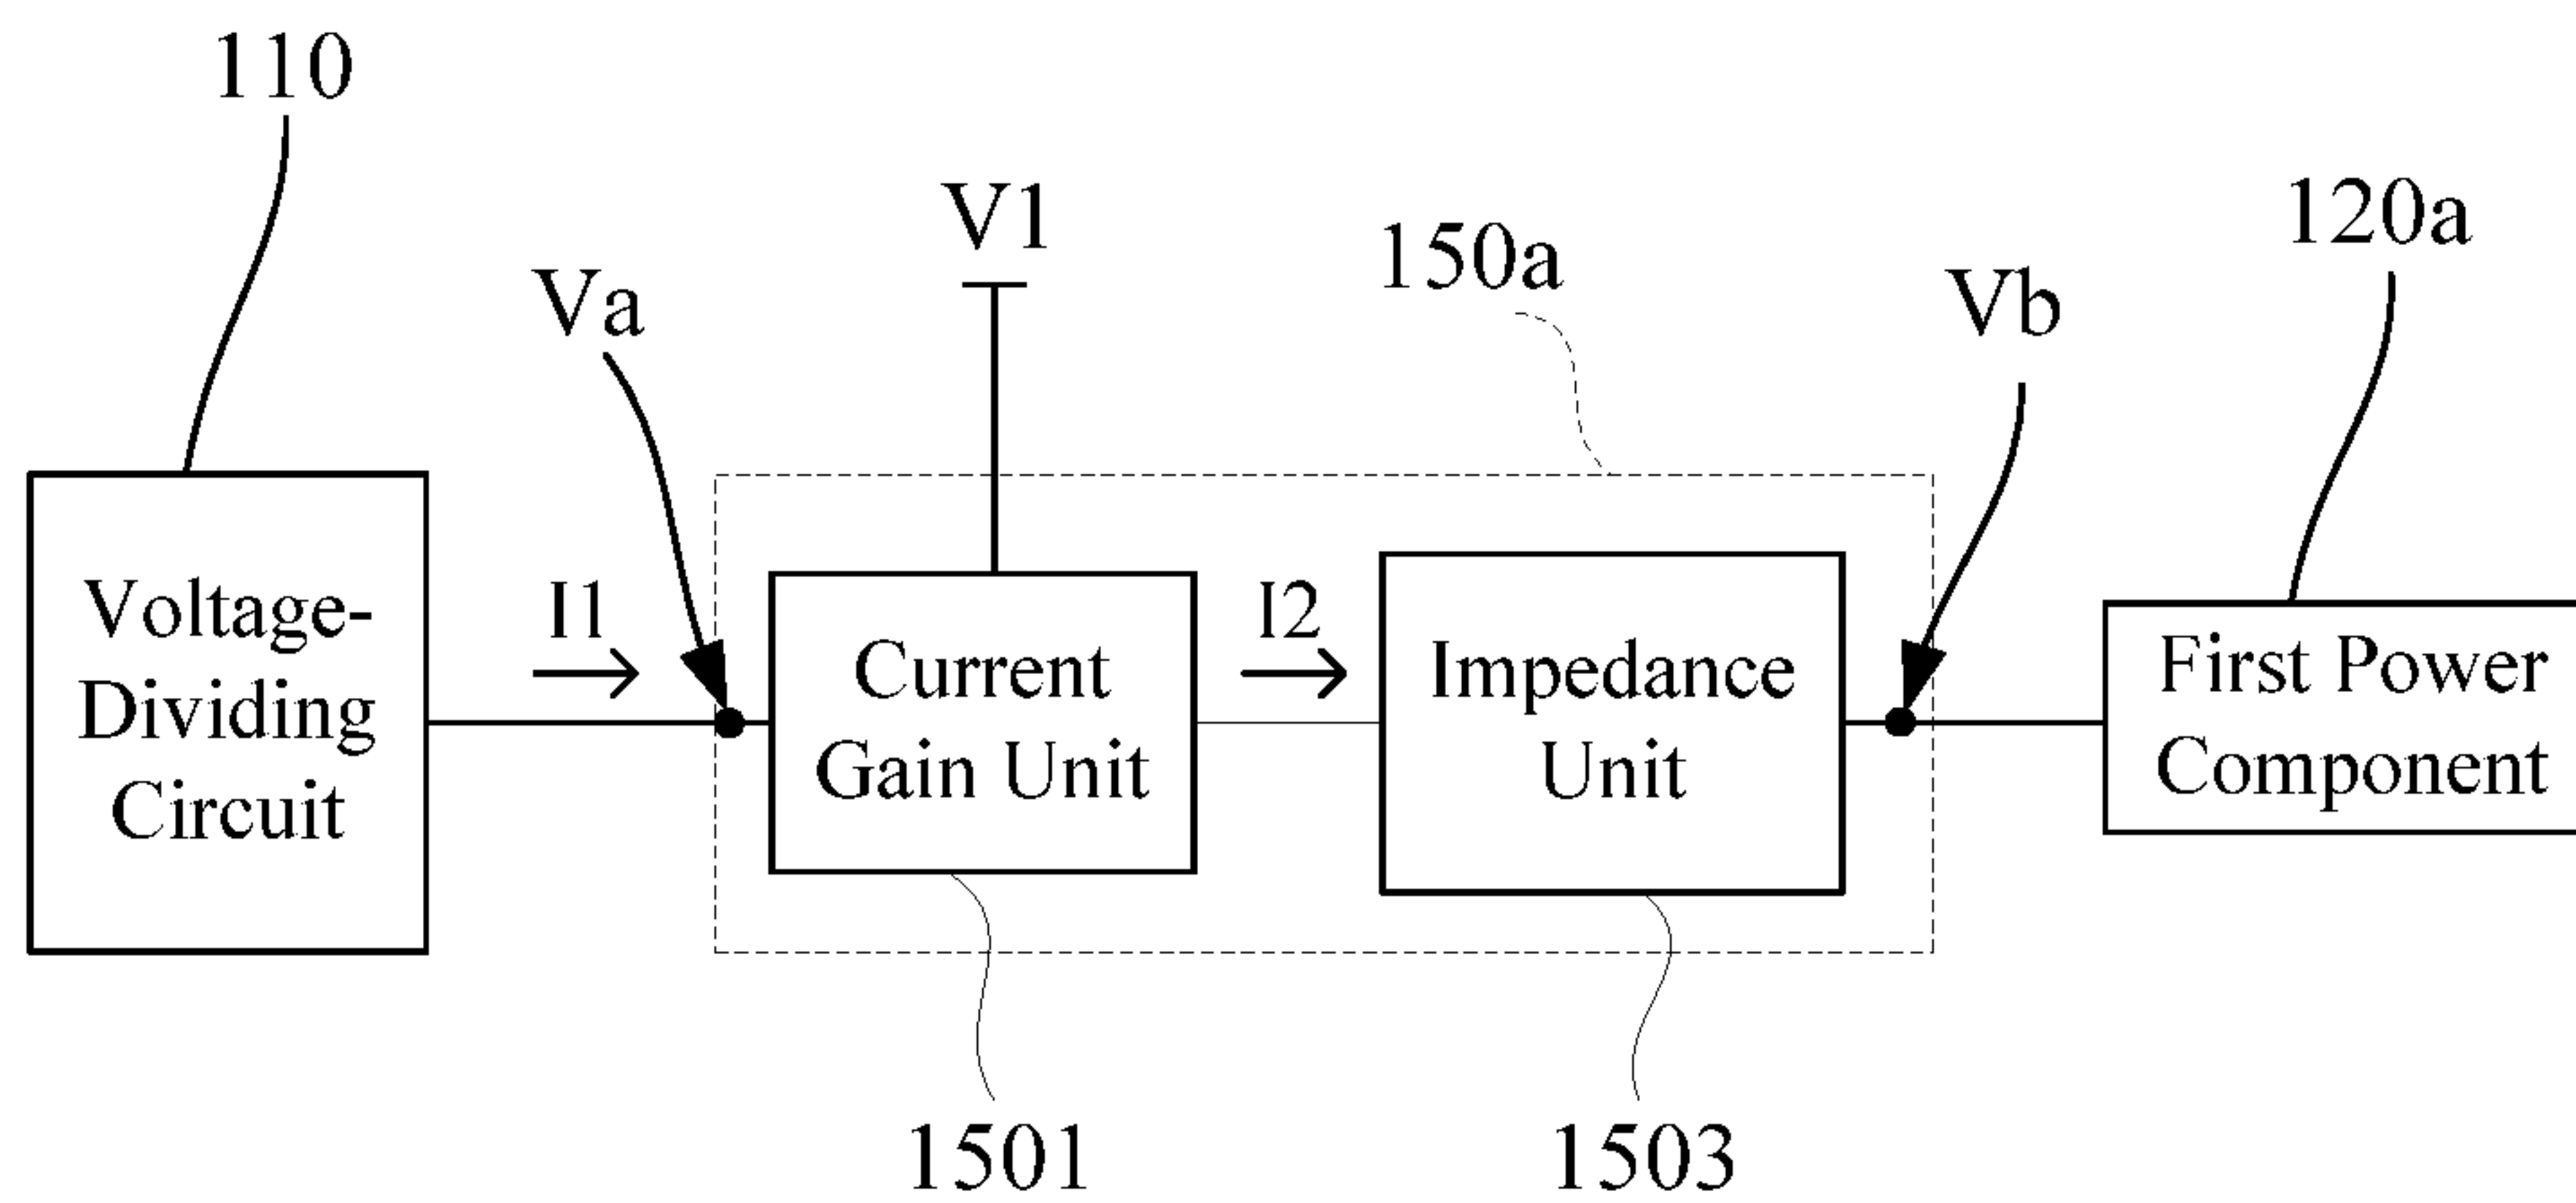 110
V1
120a
150a
Va
Vb
Voltage-
Dividing
Circuit
I1
Current
Gain Unit
I2
Impedance
Unit
First Power
Component
1501
1503